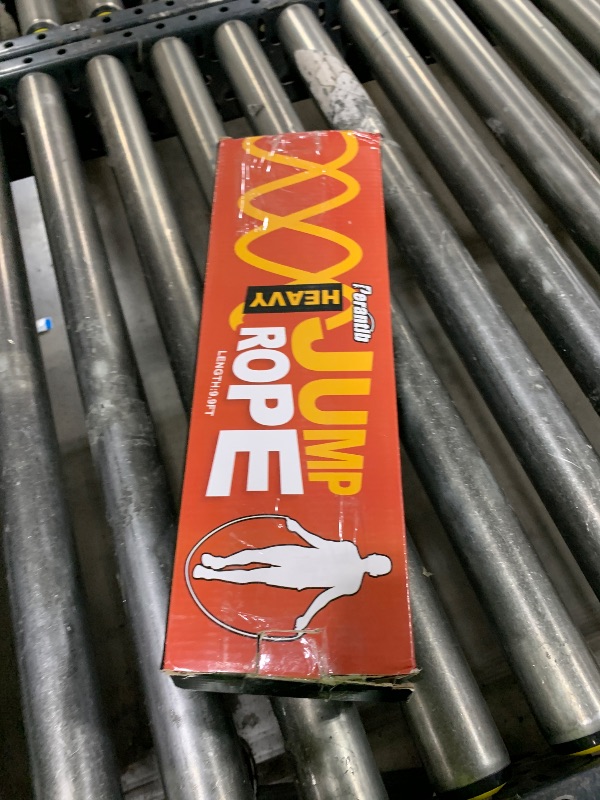 Perantlb
HEAVY
JUMP
ROPE
LENGTH:9.9FT